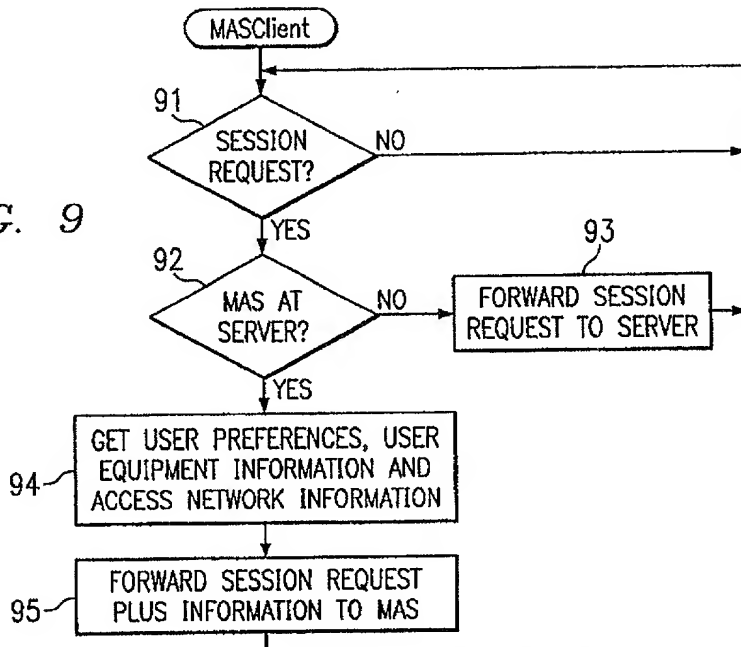 MASClient
91
SESSION
REQUEST?
NO
G. 9
YES
92
MAS AT
SERVER?
NO
93
FORWARD SESSION
REQUEST TO SERVER
YES
94
GET USER PREFERENCES, USER
EQUIPMENT INFORMATION AND
ACCESS NETWORK INFORMATION
95
FORWARD SESSION REQUEST
PLUS INFORMATION TO MAS